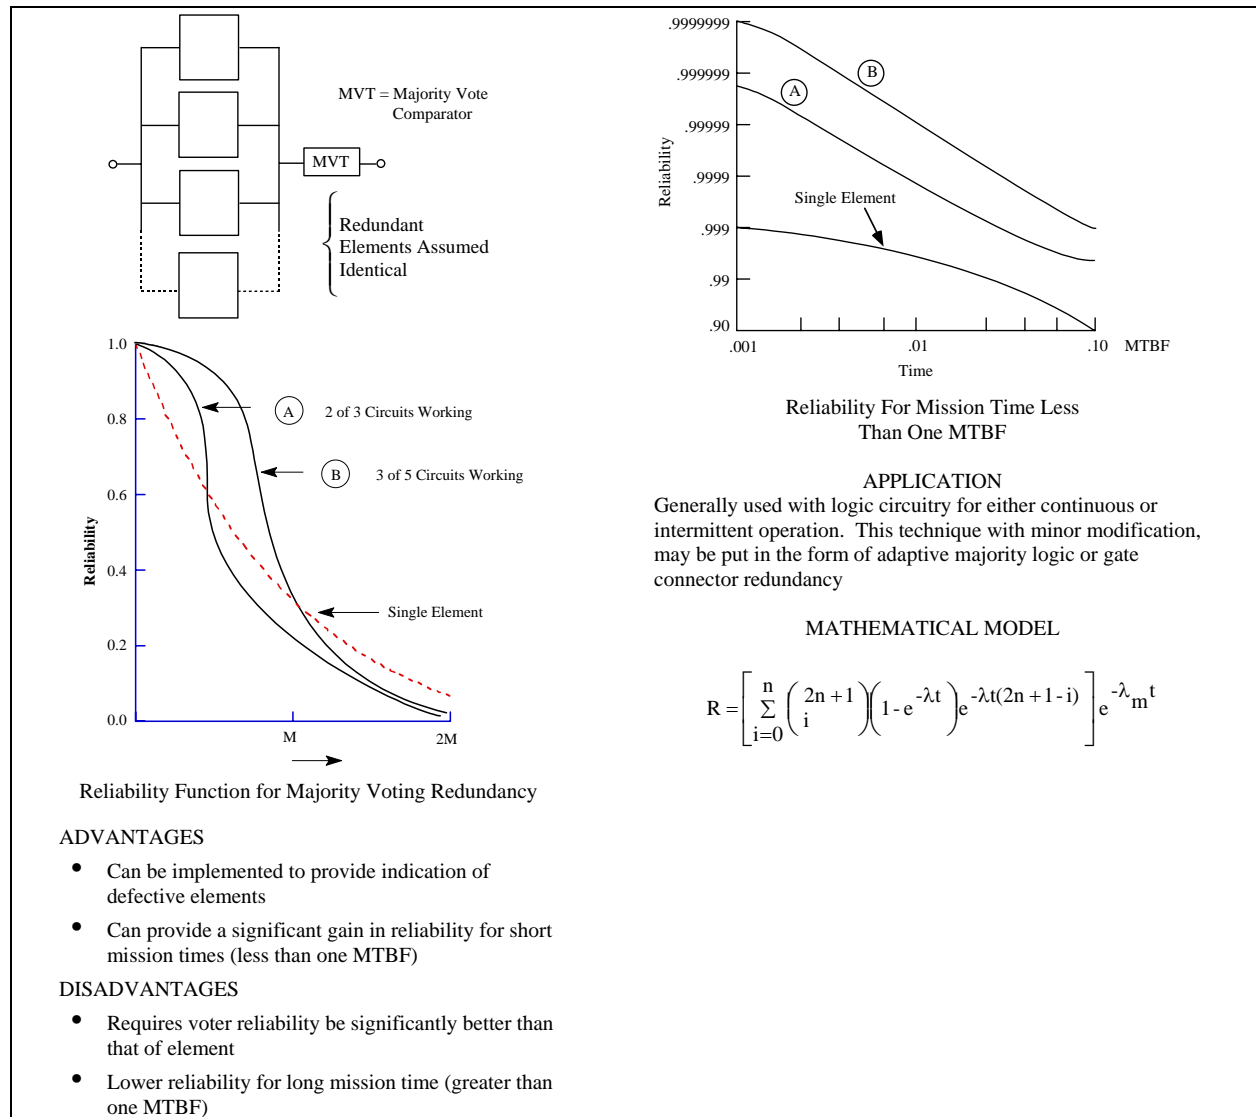 MVT = Majority Vote
Comparator
MVT
Redundant
Elements Assumed
Identical
1.0
0.8
0.6
0.4
0.2
0.0
Reliability
A
2 of 3 Circuits Working
B
3 of 5 Circuits Working
Single Element
M
2M
Reliability Function for Majority Voting Redundancy
ADVANTAGES
• Can be implemented to provide indication of
defective elements
• Can provide a significant gain in reliability for short
mission times (less than one MTBF)
DISADVANTAGES
• Requires voter reliability be significantly better than
that of element
• Lower reliability for long mission time (greater than
one MTBF)
.9999999
.999999
.99999
.9999
.999
.99
.90
Reliability
A
B
Single Element
.001
.01
.10
MTBF
Time
Reliability For Mission Time Less
Than One MTBF
APPLICATION
Generally used with logic circuitry for either continuous or
intermittent operation. This technique with minor modification,
may be put in the form of adaptive majority logic or gate
connector redundancy
MATHEMATICAL MODEL
R = [ n Σ i=0 ( 2n + 1 i ) ( 1 - e -λt ) e -λt(2n + 1 - i) ] e -λ m t